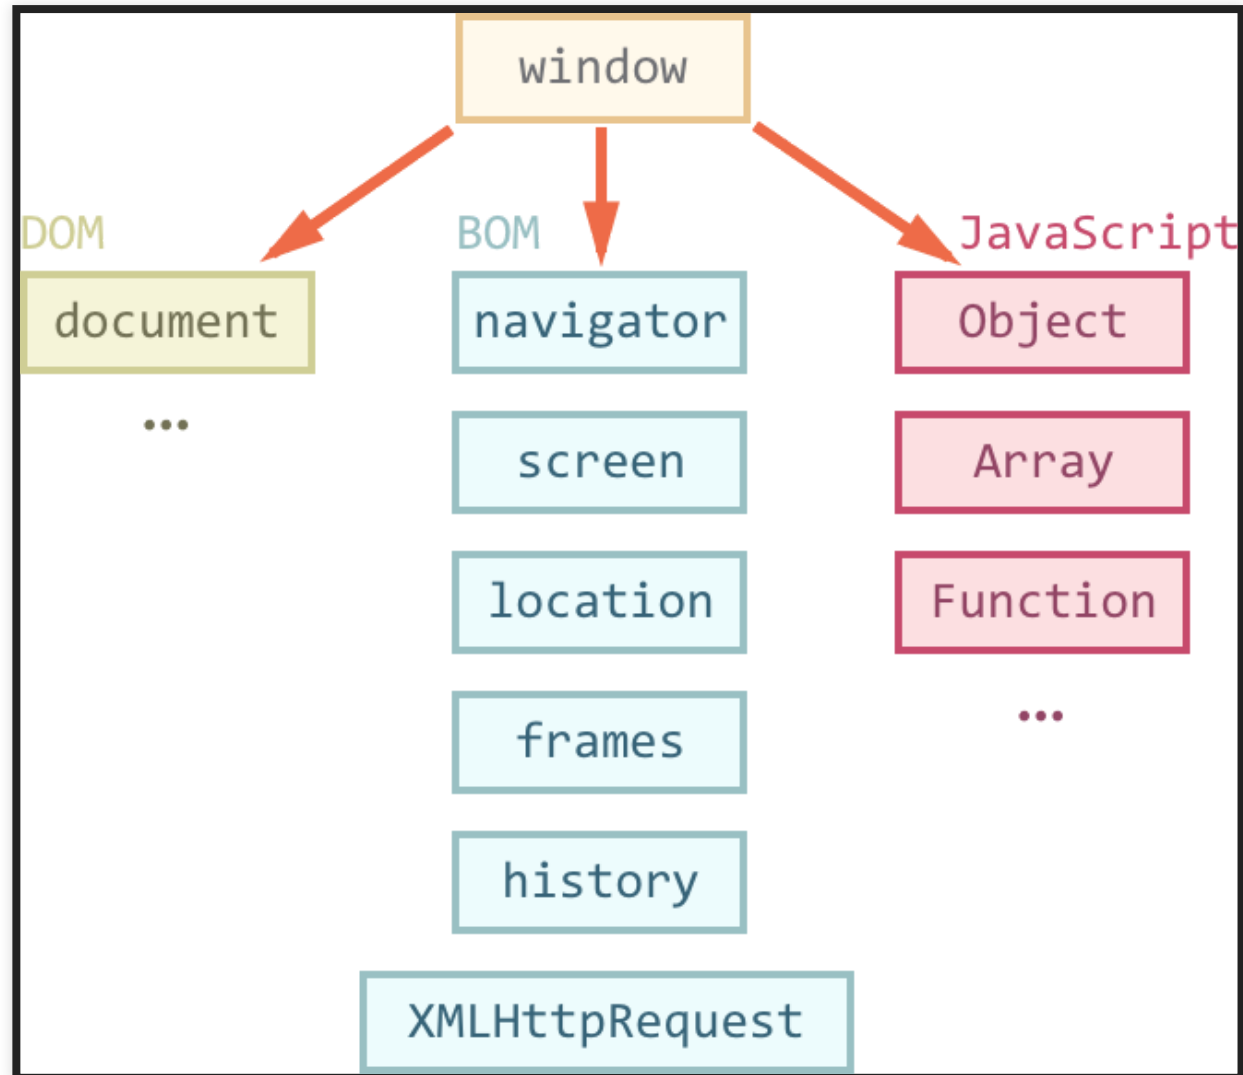 window
DOM
BOM
JavaScript
document
navigator
Object
...
screen
Array
location
Function
frames
...
history
XMLHttpRequest